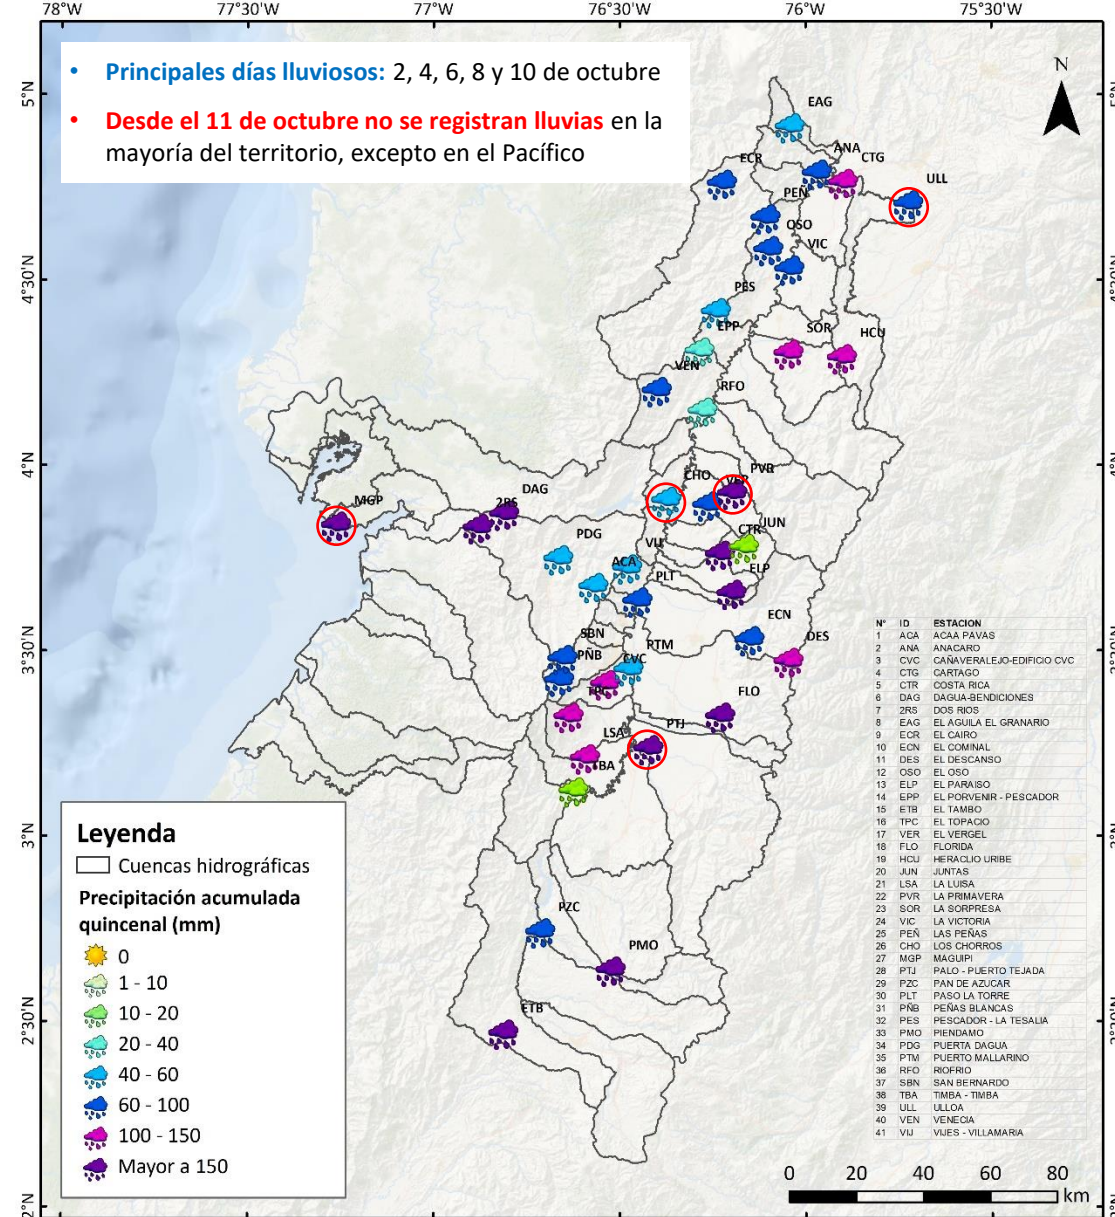 78°W 77°30'W 77°W 76°30'W 76°W 75°30'W
5°N
4°30'N
4°N
3°30'N
3°N
2°30'N
2°N
• Principales días lluviosos: 2, 4, 6, 8 y 10 de octubre
• Desde el 11 de octubre no se registran lluvias en la
mayoría del territorio, excepto en el Pacífico
N
EAG
ANA
CTG
ECR
ULL
PEÑ
OSO
VIC
PES
EPP
SOR
HCU
VEN
RFO
CHO
PVR
VER
MGP
DAG
2RS
JUN
CTR
PDG
VIJ
ACA
PLT
ELP
ECN
DES
SBN
PTM
PÑB
CVC
TPC
FLO
LSA
PTJ
TBA
PZC
PMO
ETB
Leyenda
Cuencas hidrográficas
Precipitación acumulada
quincenal (mm)
0
1 - 10
10 - 20
20 - 40
40 - 60
60 - 100
100 - 150
Mayor a 150
N° ID ESTACION
1 ACA ACAA PAVAS
2 ANA ANACARO
3 CVC CAÑAVERALEJO-EDIFICIO CVC
4 CTG CARTAGO
5 CTR COSTA RICA
6 DAG DAGUA-BENDICIONES
7 2RS DOS RIOS
8 EAG EL AGUILA EL GRANARIO
9 ECR EL CAIRO
10 ECN EL COMINAL
11 DES EL DESCANSO
12 OSO EL OSO
13 ELP EL PARAISO
14 EPP EL PORVENIR - PESCADOR
15 ETB EL TAMBO
16 TPC EL TOPACIO
17 VER EL VERGEL
18 FLO FLORIDA
19 HCU HERACLIO URIBE
20 JUN JUNTAS
21 LSA LA LUISA
22 PVR LA PRIMAVERA
23 SOR LA SORPRESA
24 VIC LA VICTORIA
25 PEÑ LAS PEÑAS
26 CHO LOS CHORROS
27 MGP MAGUIPI
28 PTJ PALO - PUERTO TEJADA
29 PZC PAN DE AZUCAR
30 PLT PASO LA TORRE
31 PÑB PEÑAS BLANCAS
32 PES PESCADOR - LA TESALIA
33 PMO PIENDAMO
34 PDG PUERTA DAGUA
35 PTM PUERTO MALLARINO
36 RFO RIOFRIO
37 SBN SAN BERNARDO
38 TBA TIMBA - TIMBA
39 ULL ULLOA
40 VEN VENECIA
41 VIJ VIJES - VILLAMARIA
0 20 40 60 80
km